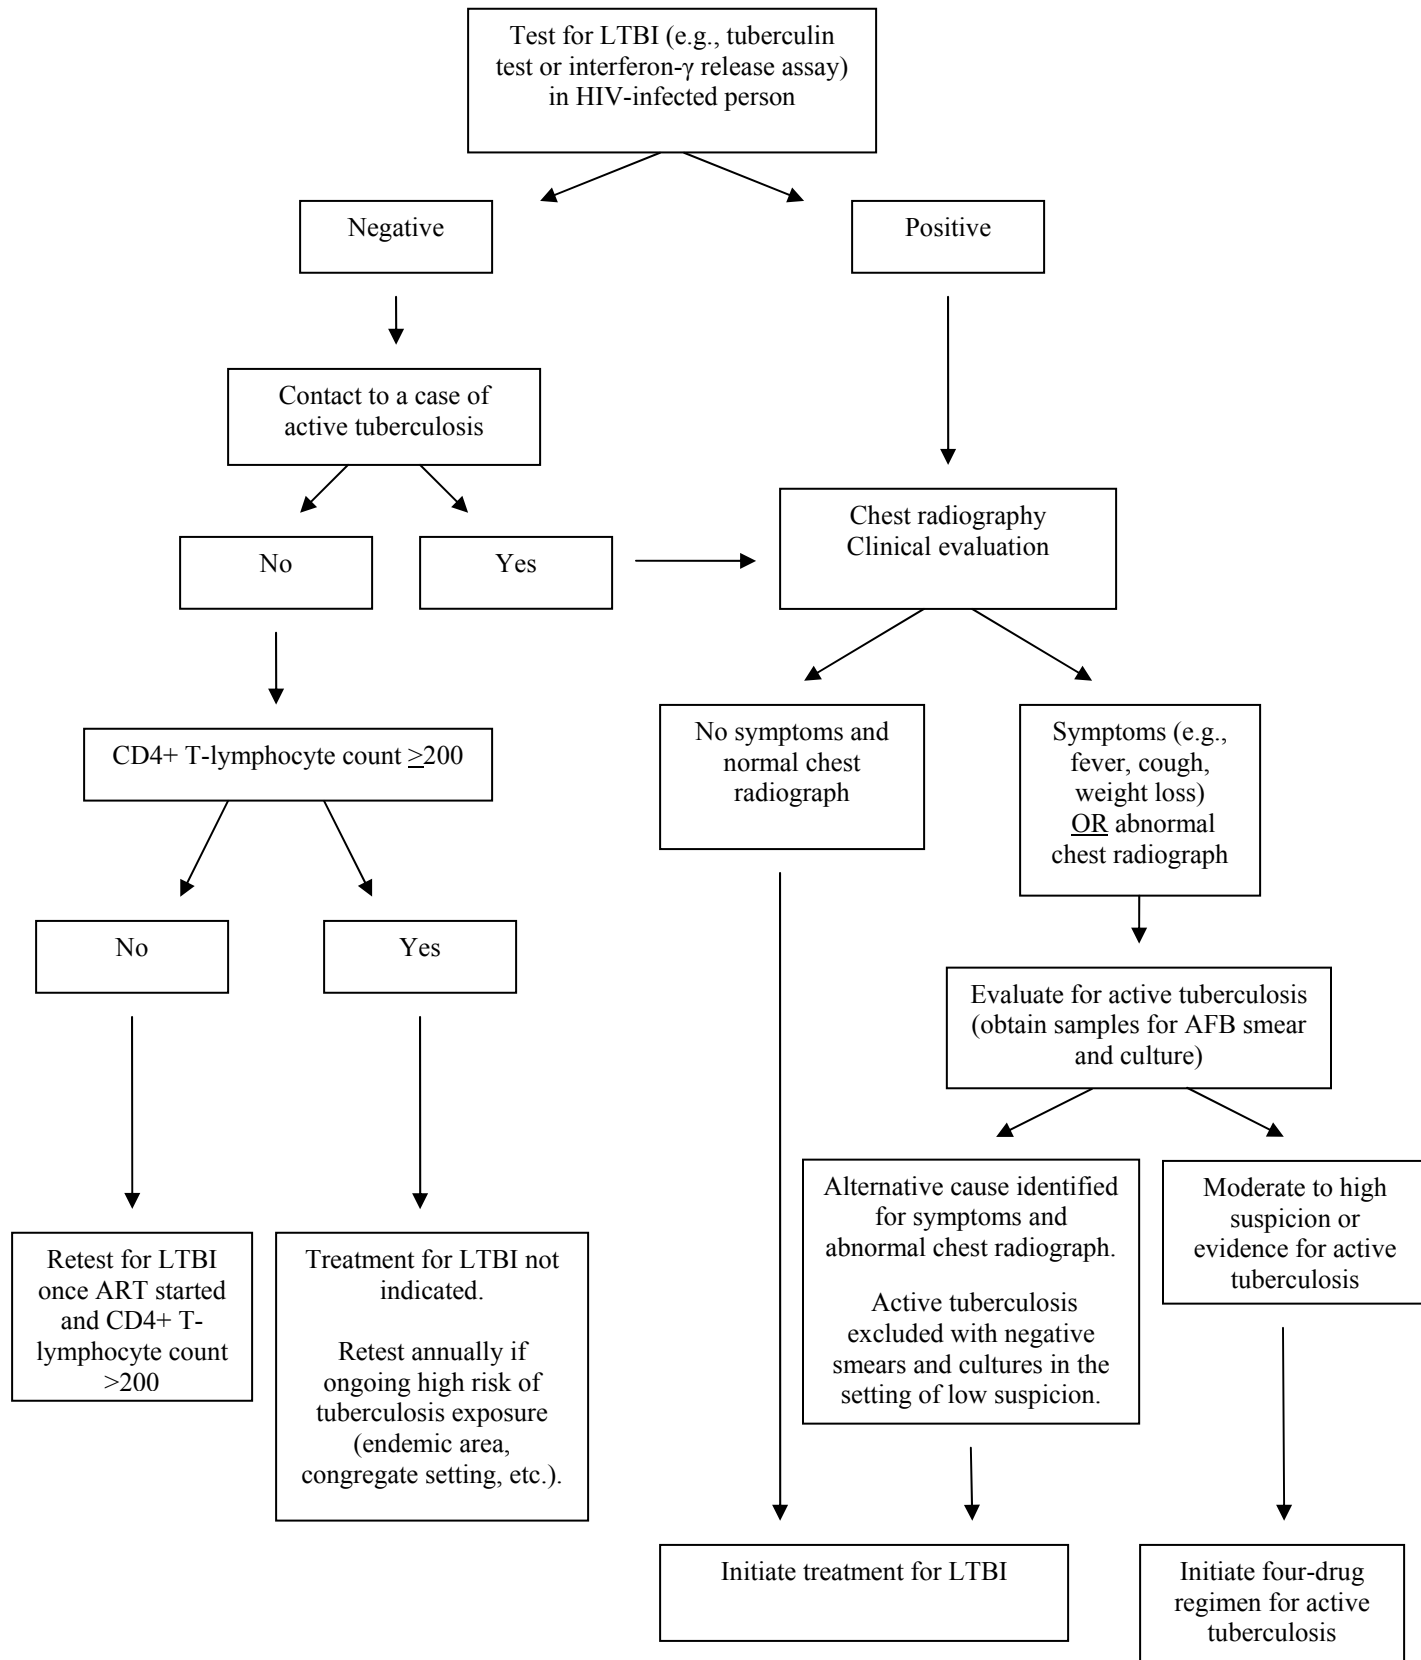 Test for LTBI (e.g., tuberculin
test or interferon-γ release assay)
in HIV-infected person
Negative
Positive
Contact to a case of
active tuberculosis
Chest radiography
Clinical evaluation
No
Yes
CD4+ T-lymphocyte count ≥200
No symptoms and
normal chest
radiograph
Symptoms (e.g.,
fever, cough,
weight loss)
OR abnormal
chest radiograph
No
Yes
Evaluate for active tuberculosis
(obtain samples for AFB smear
and culture)
Alternative cause identified
for symptoms and
abnormal chest radiograph.
Active tuberculosis
excluded with negative
smears and cultures in the
setting of low suspicion.
Moderate to high
suspicion or
evidence for active
tuberculosis
Retest for LTBI
once ART started
and CD4+ T-
lymphocyte count
>200
Treatment for LTBI not
indicated.
Retest annually if
ongoing high risk of
tuberculosis exposure
(endemic area,
congregate setting, etc.).
Initiate treatment for LTBI
Initiate four-drug
regimen for active
tuberculosis